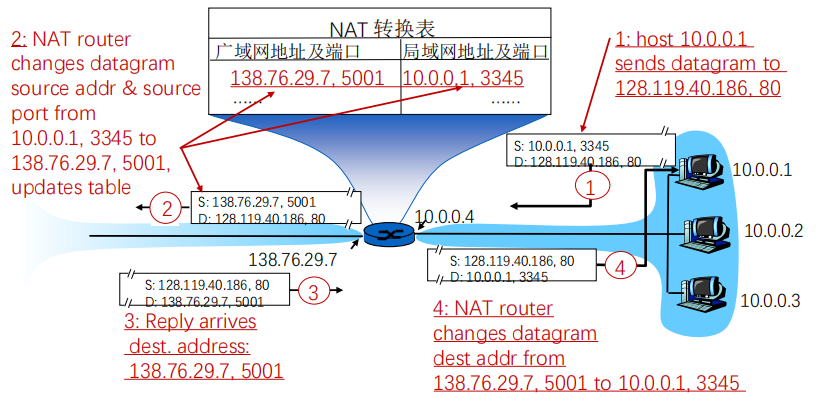 2: NAT router
changes datagram
source addr & source
port from
10.0.0.1, 3345 to
138.76.29.7, 5001,
updates table
NAT 转换表
广域网地址及端口 局域网地址及端口
138.76.29.7, 5001 10.0.0.1, 3345
…… ……
1: host 10.0.0.1
sends datagram to
128.119.40.186, 80
S: 10.0.0.1, 3345
D: 128.119.40.186, 80
1
10.0.0.1
S: 138.76.29.7, 5001
D: 128.119.40.186, 80
2
10.0.0.4
10.0.0.2
138.76.29.7
S: 128.119.40.186, 80
D: 10.0.0.1, 3345
4
S: 128.119.40.186, 80
D: 138.76.29.7, 5001
3
10.0.0.3
3: Reply arrives
dest. address:
138.76.29.7, 5001
4: NAT router
changes datagram
dest addr from
138.76.29.7, 5001 to 10.0.0.1, 3345